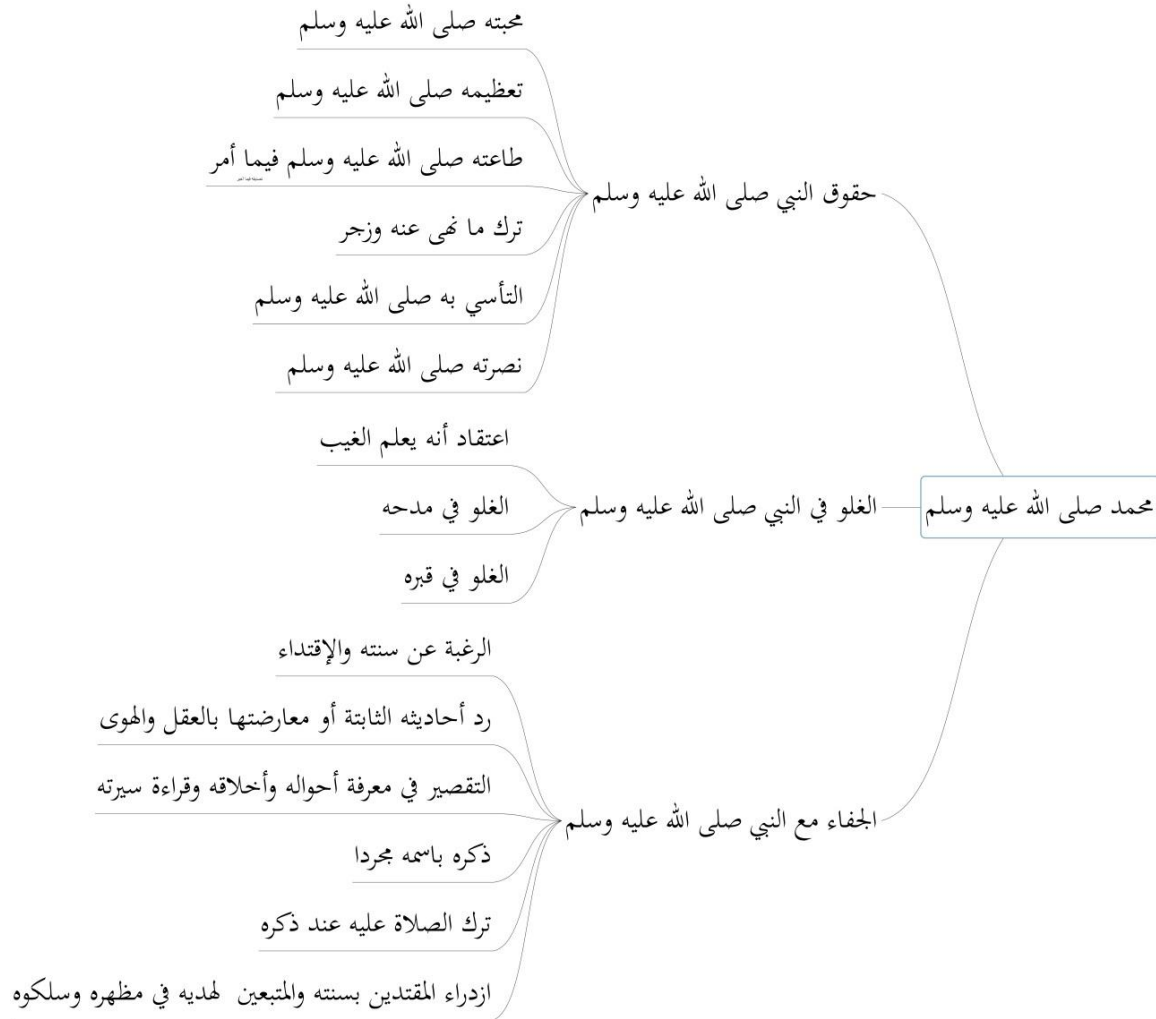 محمد صلى الله عليه وسلم
حقوق النبي صلى الله عليه وسلم
محبته صلى الله عليه وسلم
تعظيمه صلى الله عليه وسلم
طاعته صلى الله عليه وسلم فيما أمر
تصديقه فيما أخبر
ترك ما نهى عنه وزجر
التأسي به صلى الله عليه وسلم
نصرته صلى الله عليه وسلم
الغلو في النبي صلى الله عليه وسلم
اعتقاد أنه يعلم الغيب
الغلو في مدحه
الغلو في قبره
الجفاء مع النبي صلى الله عليه وسلم
الرغبة عن سنته والإقتداء
رد أحاديثه الثابتة أو معارضتها بالعقل والهوى
التقصير في معرفة أحواله وأخلاقه وقراءة سيرته
ذكره باسمه مجردا
ترك الصلاة عليه عند ذكره
ازدراء المقتدين بسنته والمتبعين لهديه في مظهره وسلكوه